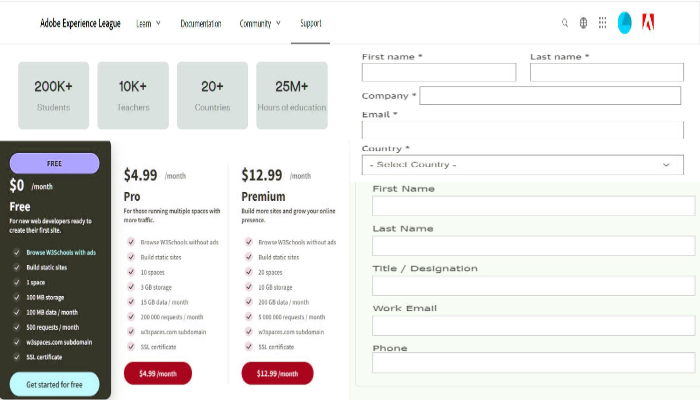 Adobe Experience League
Learn
Documentation
Community
Support
200K+
Students
10K+
Teachers
20+
Countries
25M+
Hours of education
FREE
$0 /month
Free
For new web developers ready to
create their first site.
Browse W3Schools with ads
Build static sites
1 space
100 MB storage
100 MB data / month
500 requests / month
w3spaces.com subdomain
SSL certificate
Get started for free
$4.99 /month
Pro
For those running multiple spaces with
more traffic.
Browse W3Schools without ads
Build static sites
10 spaces
3 GB storage
15 GB data / month
200 000 requests / month
w3spaces.com subdomain
SSL certificate
$4.99 /month
$12.99 /month
Premium
Build more sites and grow your online
presence.
Browse W3Schools without ads
Build static sites
20 spaces
10 GB storage
200 GB data / month
5 000 000 requests / month
w3spaces.com subdomain
SSL certificate
$12.99 /month
First name *
Last name *
Company *
Email *
Country *
- Select Country -
First Name
Last Name
Title / Designation
Work Email
Phone